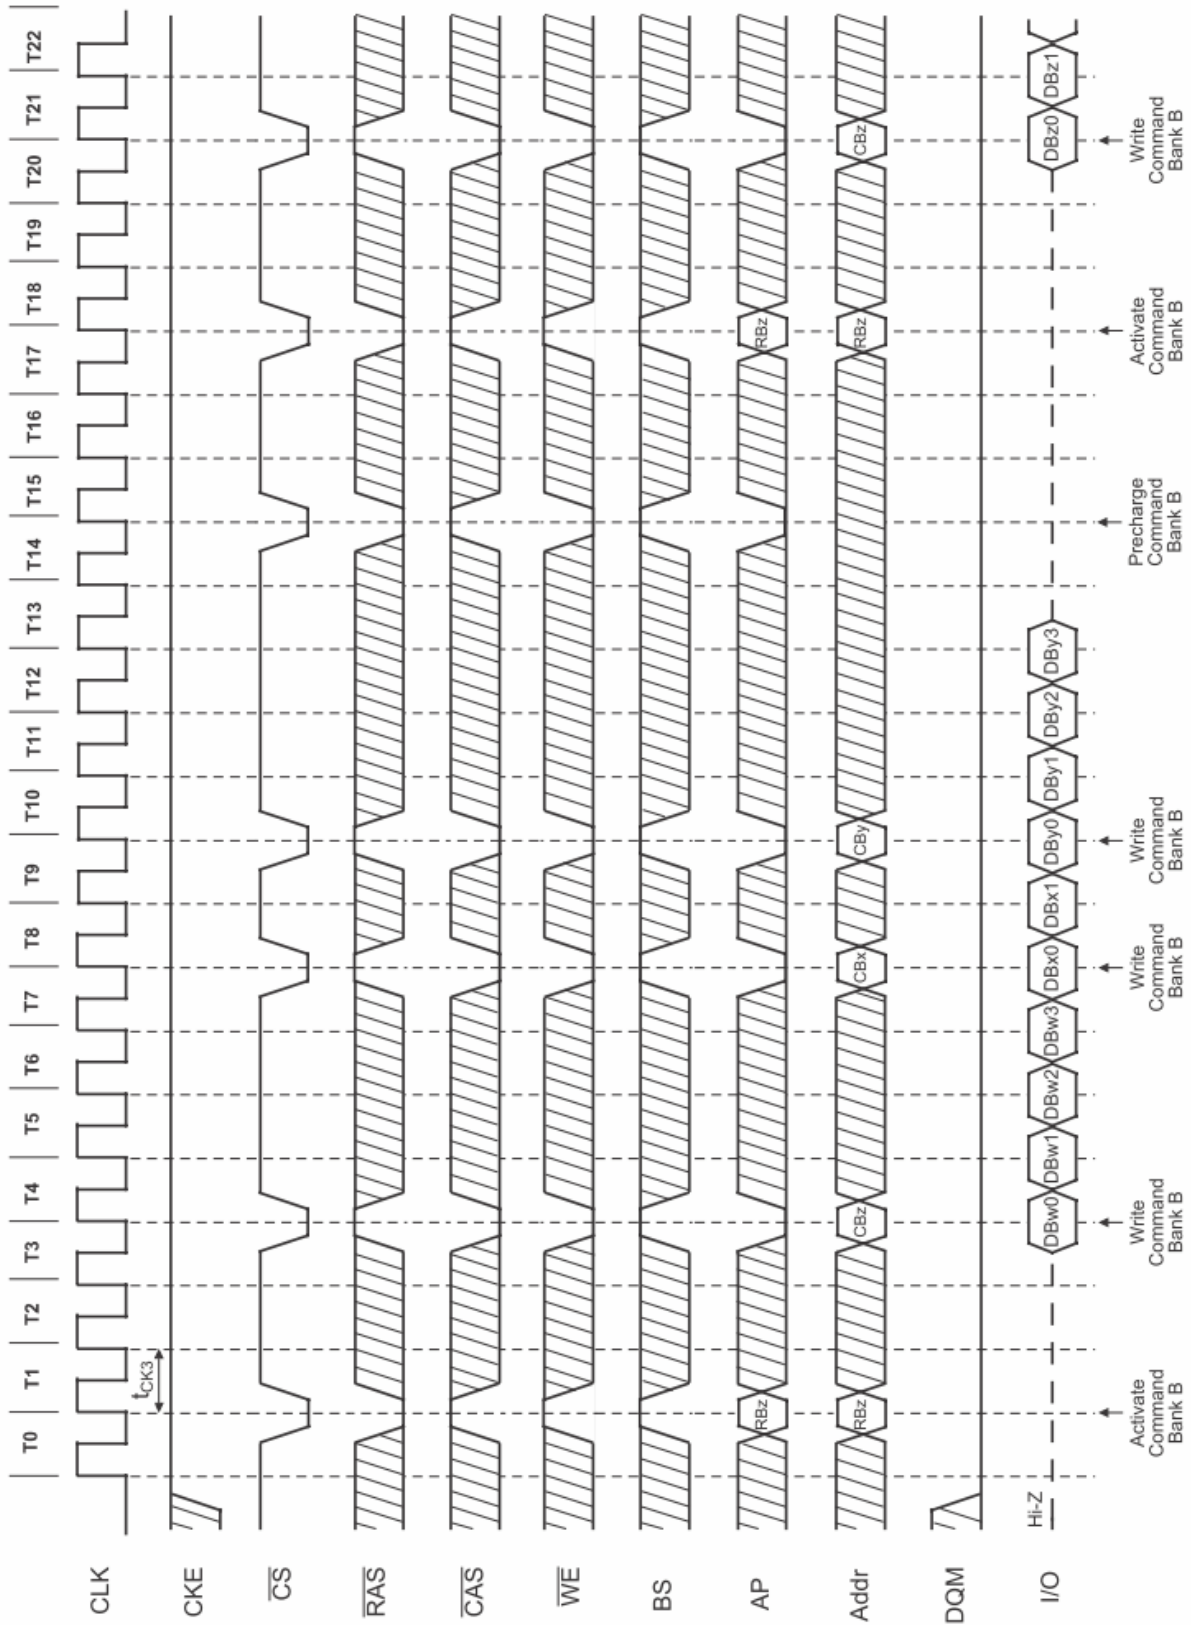 T0 T1 T2 T3 T4 T5 T6 T7 T8 T9 T10 T11 T12 T13 T14 T15 T16 T17 T18 T19 T20 T21 T22
CLK
tCK3
CKE
CS
RAS
CAS
WE
BS
AP RBz RBz
Addr RBz CBz CBx CBy RBz CBz
DQM
Hi-Z
I/O DBw0 DBw1 DBw2 DBw3 DBx0 DBx1 DBy0 DBy1 DBy2 DBy3 DBz0 DBz1
Activate
Command
Bank B
Write
Command
Bank B
Write
Command
Bank B
Write
Command
Bank B
Precharge
Command
Bank B
Activate
Command
Bank B
Write
Command
Bank B